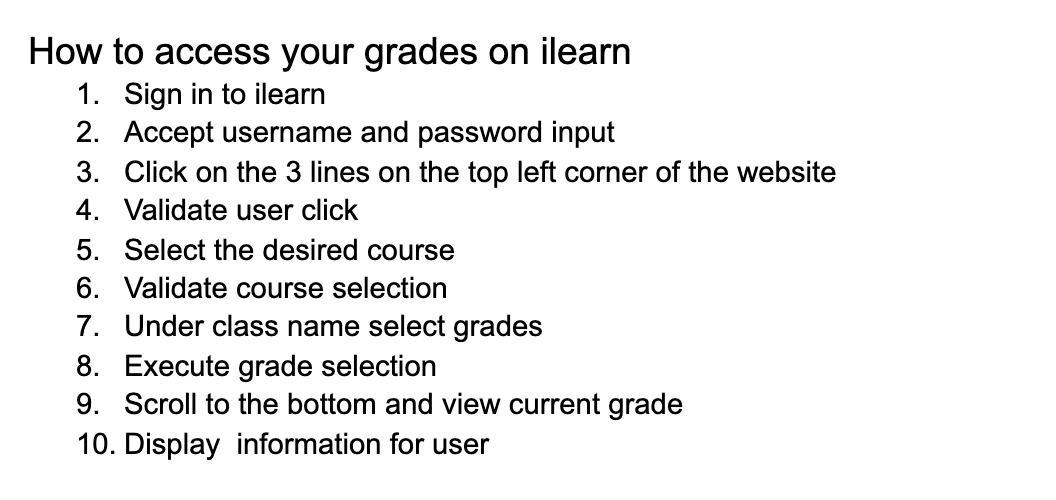 How to access your grades on ilearn
1. Sign in to ilearn
2. Accept username and password input
3. Click on the 3 lines on the top left corner of the website
4. Validate user click
5. Select the desired course
6. Validate course selection
7. Under class name select grades
8. Execute grade selection
9. Scroll to the bottom and view current grade
10. Display  information for user